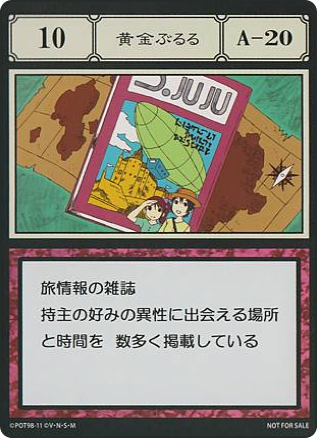 10
黄金ぶるる
A-20
J.JUJU
旅情報の雑誌
持主の好みの異性に出会える場所
と時間を 数多く掲載している
©POT98-11 ©V・N・S・M
NOT FOR SALE